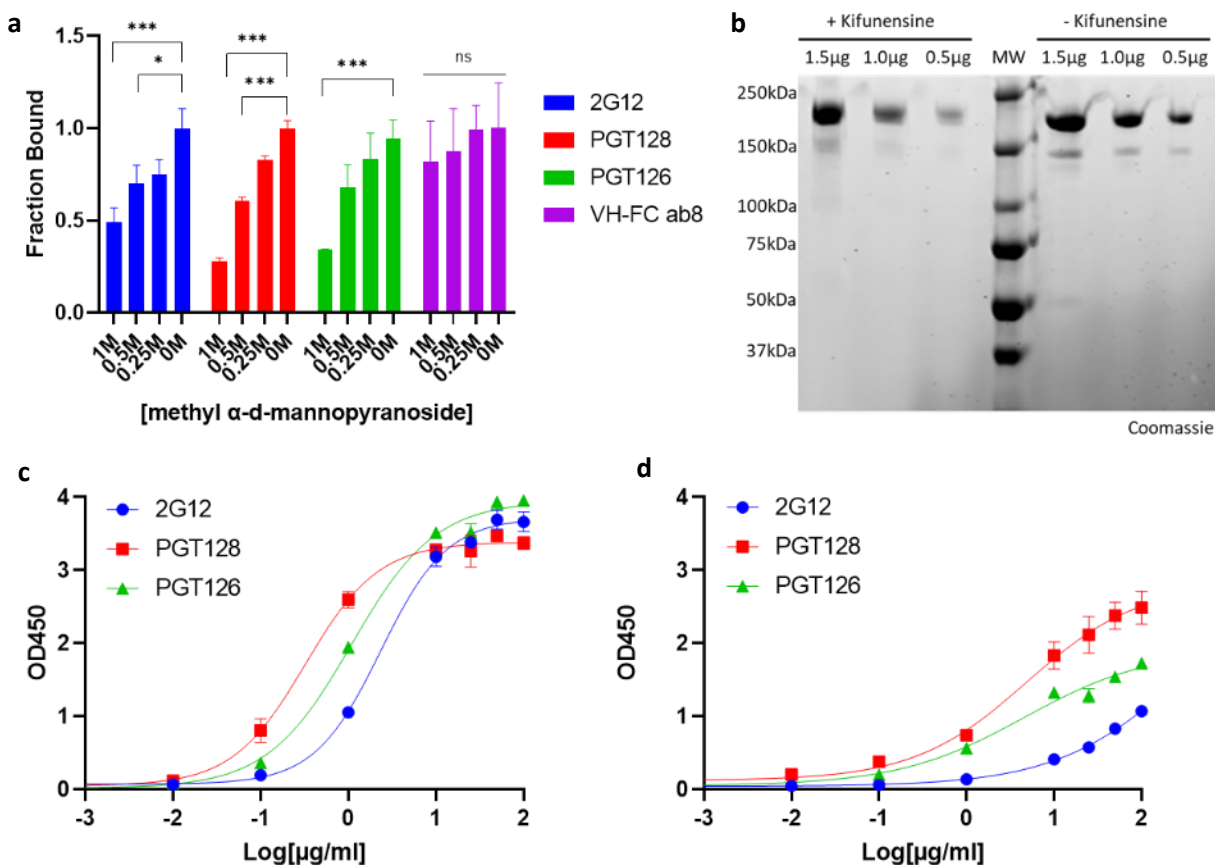 a
1.5
1.0
0.5
0.0
Fraction Bound
***
*
***
***
***
ns
2G12
PGT128
PGT126
VH-FC ab8
1M 0.5M 0.25M 0M 1M 0.5M 0.25M 0M 1M 0.5M 0.25M 0M 1M 0.5M 0.25M 0M
[methyl α-d-mannopyranoside]
b
+ Kifunensine - Kifunensine
1.5µg 1.0µg 0.5µg MW 1.5µg 1.0µg 0.5µg
250kDa
150kDa
100kDa
75kDa
50kDa
37kDa
Coomassie
c
2G12
PGT128
PGT126
4
3
2
1
0
OD450
-3 -2 -1 0 1 2
Log[µg/ml]
d
2G12
PGT128
PGT126
4
3
2
1
0
OD450
-3 -2 -1 0 1 2
Log[µg/ml]